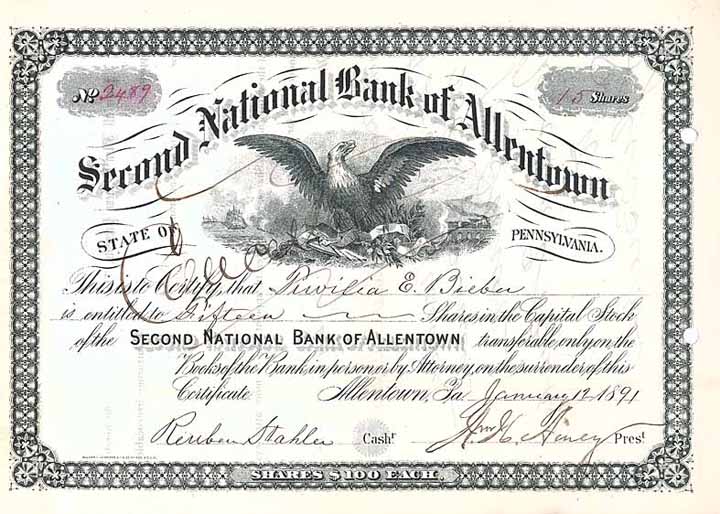 No. 2489
15 Shares
Second National Bank of Allentown
STATE OF PENNSYLVANIA.
This is to Certify, that E. Bieber
is entitled to Fifteen Shares in the Capital Stock
of the SECOND NATIONAL BANK OF ALLENTOWN transferable, only on the
Books of the Bank, in person or by Attorney, on the surrender of this
Certificate Allentown, Pa January 12 1891
Reuben Stahler Cashr. Pres!
SHARES $100 EACH.